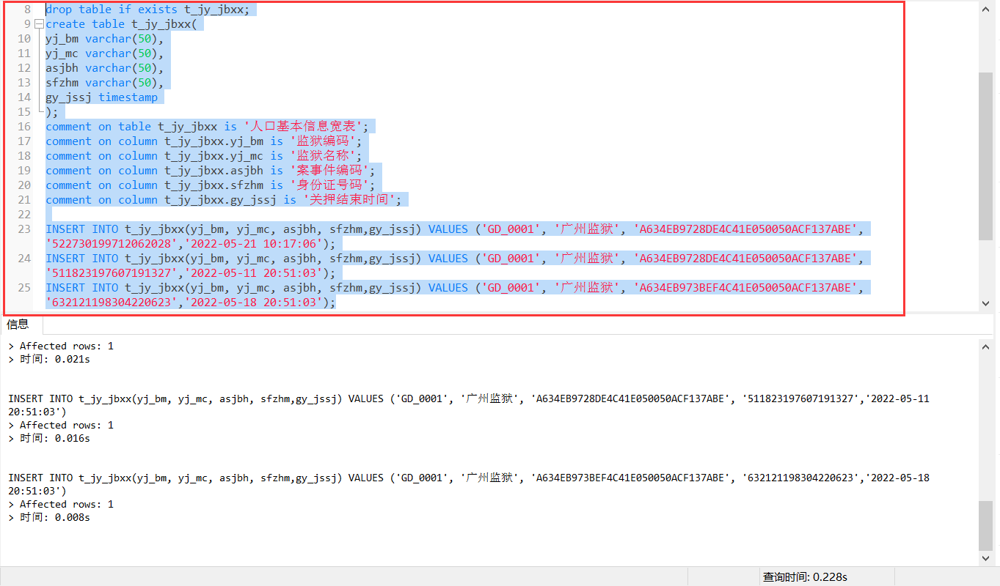 8 drop table if exists t_jy_jbxx;
9 create table t_jy_jbxx(
10 yj_bm varchar(50),
11 yj_mc varchar(50),
12 asjbh varchar(50),
13 sfzhm varchar(50),
14 gy_jssj timestamp
15 );
16 comment on table t_jy_jbxx is '人口基本信息宽表';
17 comment on column t_jy_jbxx.yj_bm is '监狱编码';
18 comment on column t_jy_jbxx.yj_mc is '监狱名称';
19 comment on column t_jy_jbxx.asjbh is '案事件编码';
20 comment on column t_jy_jbxx.sfzhm is '身份证号码';
21 comment on column t_jy_jbxx.gy_jssj is '关押结束时间';
22
23 INSERT INTO t_jy_jbxx(yj_bm, yj_mc, asjbh, sfzhm,gy_jssj) VALUES ('GD_0001', '广州监狱', 'A634EB9728DE4C41E050050ACF137ABE',
'522730199712062028','2022-05-21 10:17:06');
24 INSERT INTO t_jy_jbxx(yj_bm, yj_mc, asjbh, sfzhm,gy_jssj) VALUES ('GD_0001', '广州监狱', 'A634EB9728DE4C41E050050ACF137ABE',
'511823197607191327','2022-05-11 20:51:03');
25 INSERT INTO t_jy_jbxx(yj_bm, yj_mc, asjbh, sfzhm,gy_jssj) VALUES ('GD_0001', '广州监狱', 'A634EB973BEF4C41E050050ACF137ABE',
'632121198304220623','2022-05-18 20:51:03');
信息
> Affected rows: 1
> 时间: 0.021s
INSERT INTO t_jy_jbxx(yj_bm, yj_mc, asjbh, sfzhm,gy_jssj) VALUES ('GD_0001', '广州监狱', 'A634EB9728DE4C41E050050ACF137ABE', '511823197607191327','2022-05-11
20:51:03')
> Affected rows: 1
> 时间: 0.016s
INSERT INTO t_jy_jbxx(yj_bm, yj_mc, asjbh, sfzhm,gy_jssj) VALUES ('GD_0001', '广州监狱', 'A634EB973BEF4C41E050050ACF137ABE', '632121198304220623','2022-05-18
20:51:03')
> Affected rows: 1
> 时间: 0.008s
查询时间: 0.228s